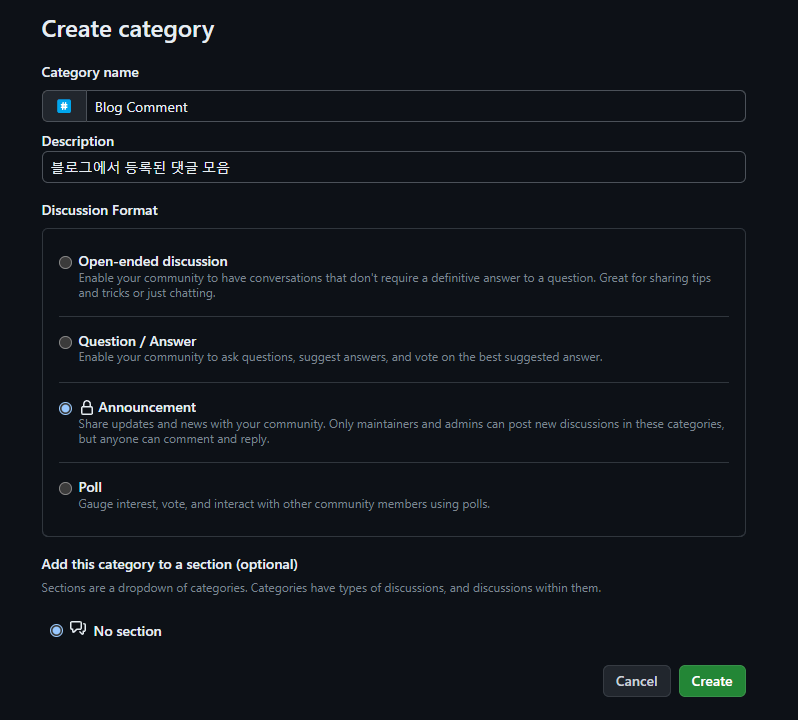 Create category
Category name
# Blog Comment
Description
블로그에서 등록된 댓글 모음
Discussion Format
Open-ended discussion
Enable your community to have conversations that don't require a definitive answer to a question. Great for sharing tips
and tricks or just chatting.
Question / Answer
Enable your community to ask questions, suggest answers, and vote on the best suggested answer.
Announcement
Share updates and news with your community. Only maintainers and admins can post new discussions in these categories,
but anyone can comment and reply.
Poll
Gauge interest, vote, and interact with other community members using polls.
Add this category to a section (optional)
Sections are a dropdown of categories. Categories have types of discussions, and discussions within them.
No section
Cancel Create